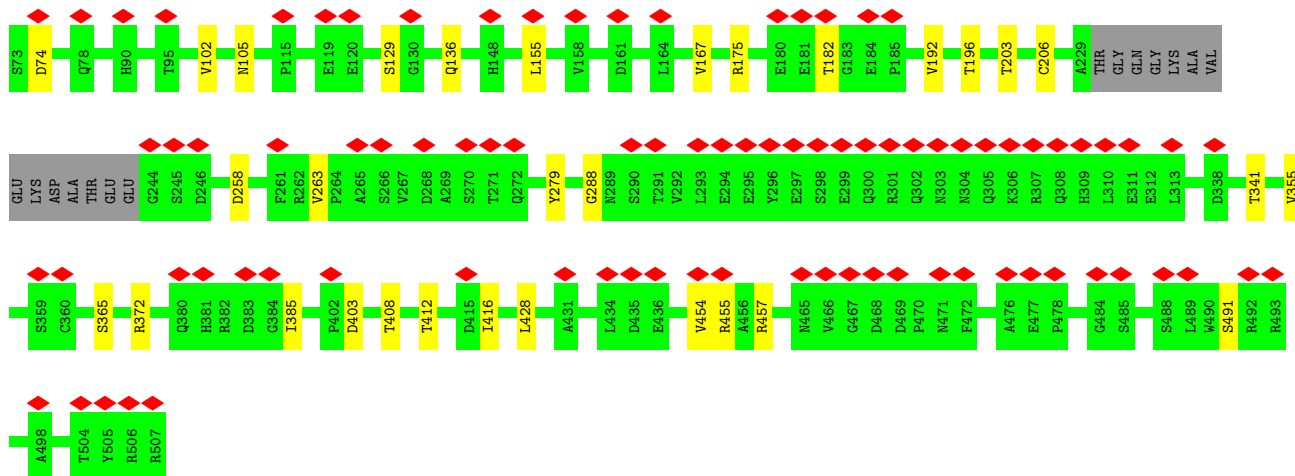 S73 D74 Q78 H90 T95 V102 N105 P115 E119 E120 S129 G130 Q136 H148 L155 V158 D161 L164 V167 R175 E180 E181 T182 G183 E184 P185 V192 T196 T203 C206 A229 THR GLY GLN GLY LYS ALA VAL
GLU LYS ASP ALA THR GLU GLU G244 S245 D246 D258 F261 R262 V263 P264 A265 S266 V267 D268 A269 S270 T271 Q272 Y279 G288 N289 S290 T291 V292 L293 E294 E295 Y296 E297 S298 E299 Q300 R301 Q302 N303 N304 Q305 K306 R307 Q308 H309 L310 E311 E312 L313 D338 T341 V355
S359 C360 S365 R372 Q380 H381 R382 D383 G384 I385 P402 D403 T408 T412 D415 I416 L428 A431 L434 D435 E436 V454 R455 A456 R457 N465 V466 G467 D468 D469 P470 N471 F472 A476 E477 P478 G484 S485 S488 L489 W490 S491 R492 R493
A498 T504 Y505 R506 R507